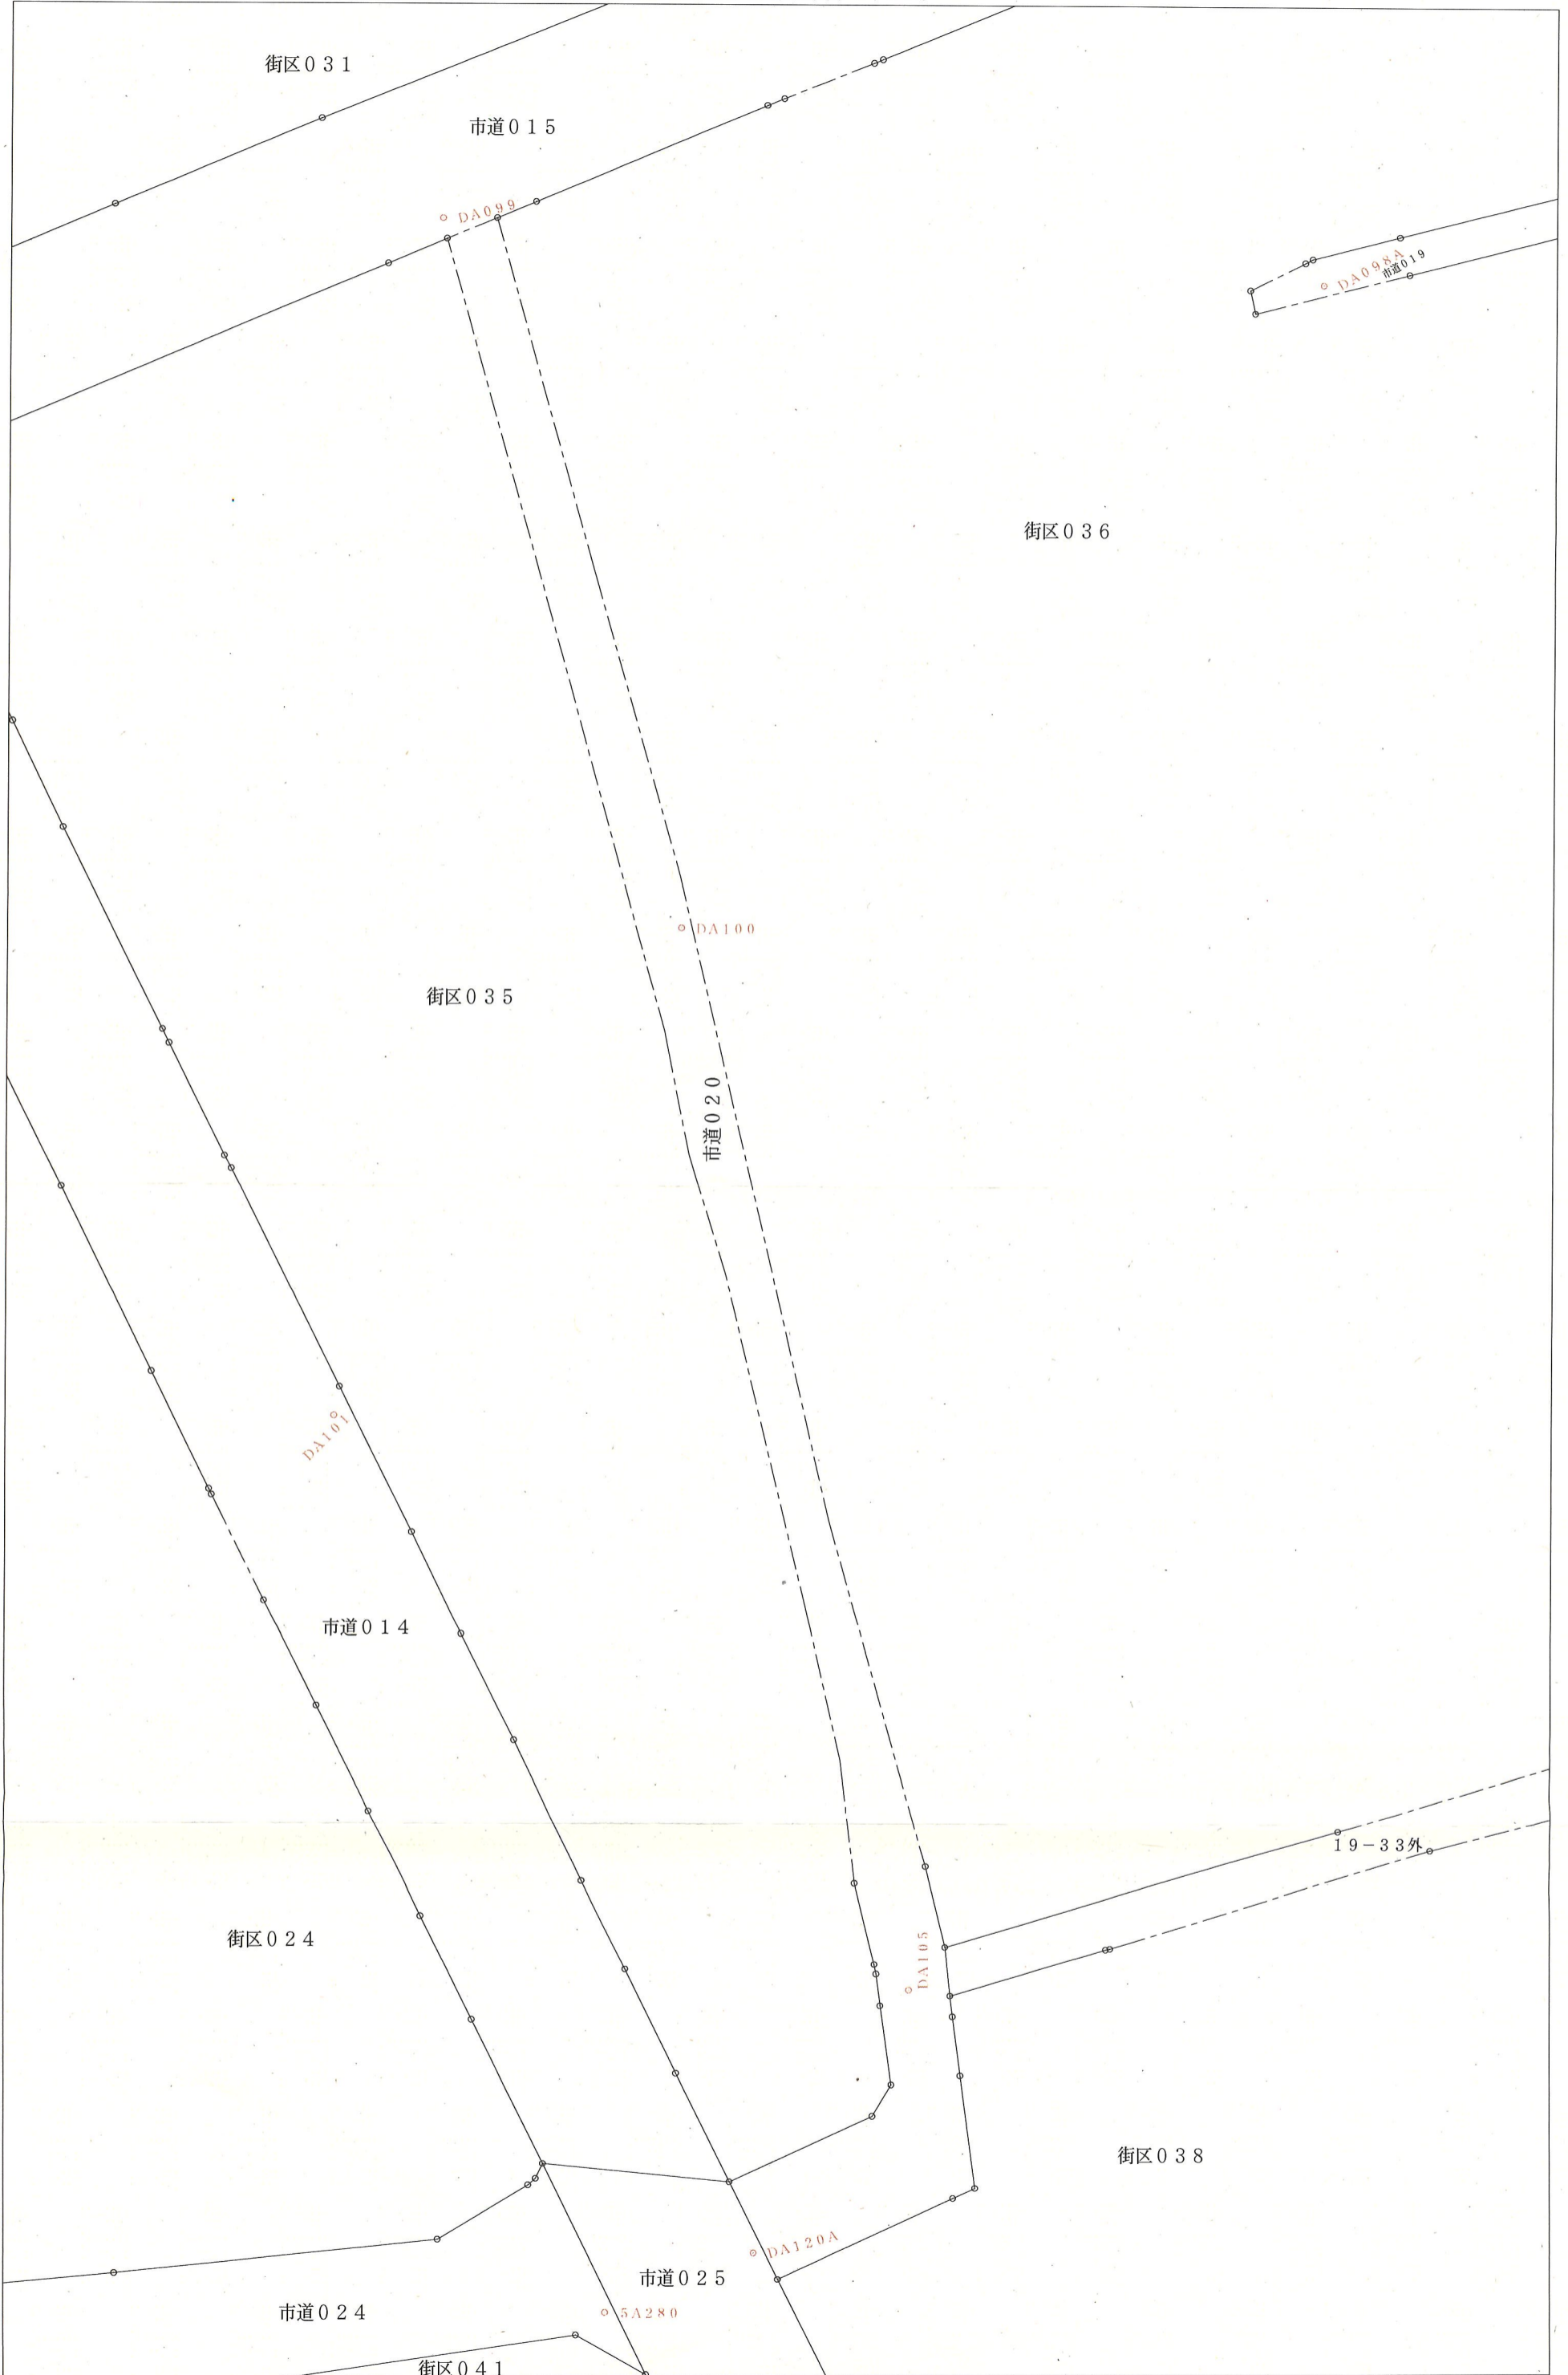 街区０３１
市道０１５
DA099
DA098A
市道019
街区０３６
DA100
街区０３５
市道０２０
DA101
市道０１４
１９－３３外
街区０２４
DA105
街区０３８
DA120A
市道０２５
市道０２４
5A280
街区０４１